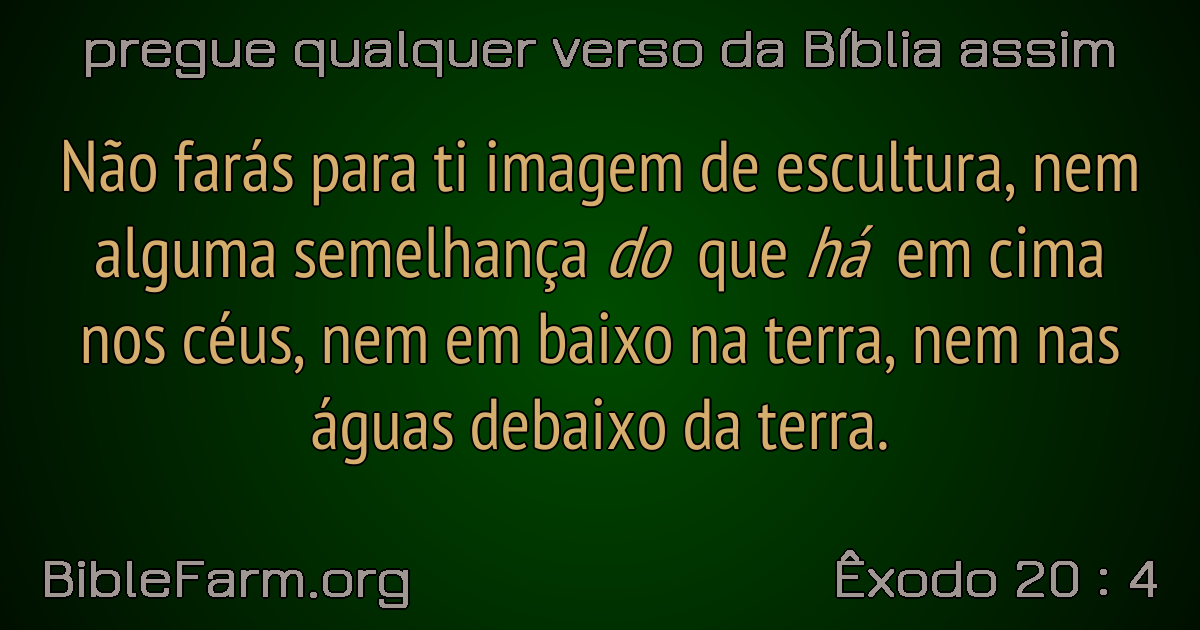 pregue qualquer verso da Bíblia assim
Não farás para ti imagem de escultura, nem
alguma semelhança do que há em cima
nos céus, nem em baixo na terra, nem nas
águas debaixo da terra.
BibleFarm.org
Êxodo 20 : 4